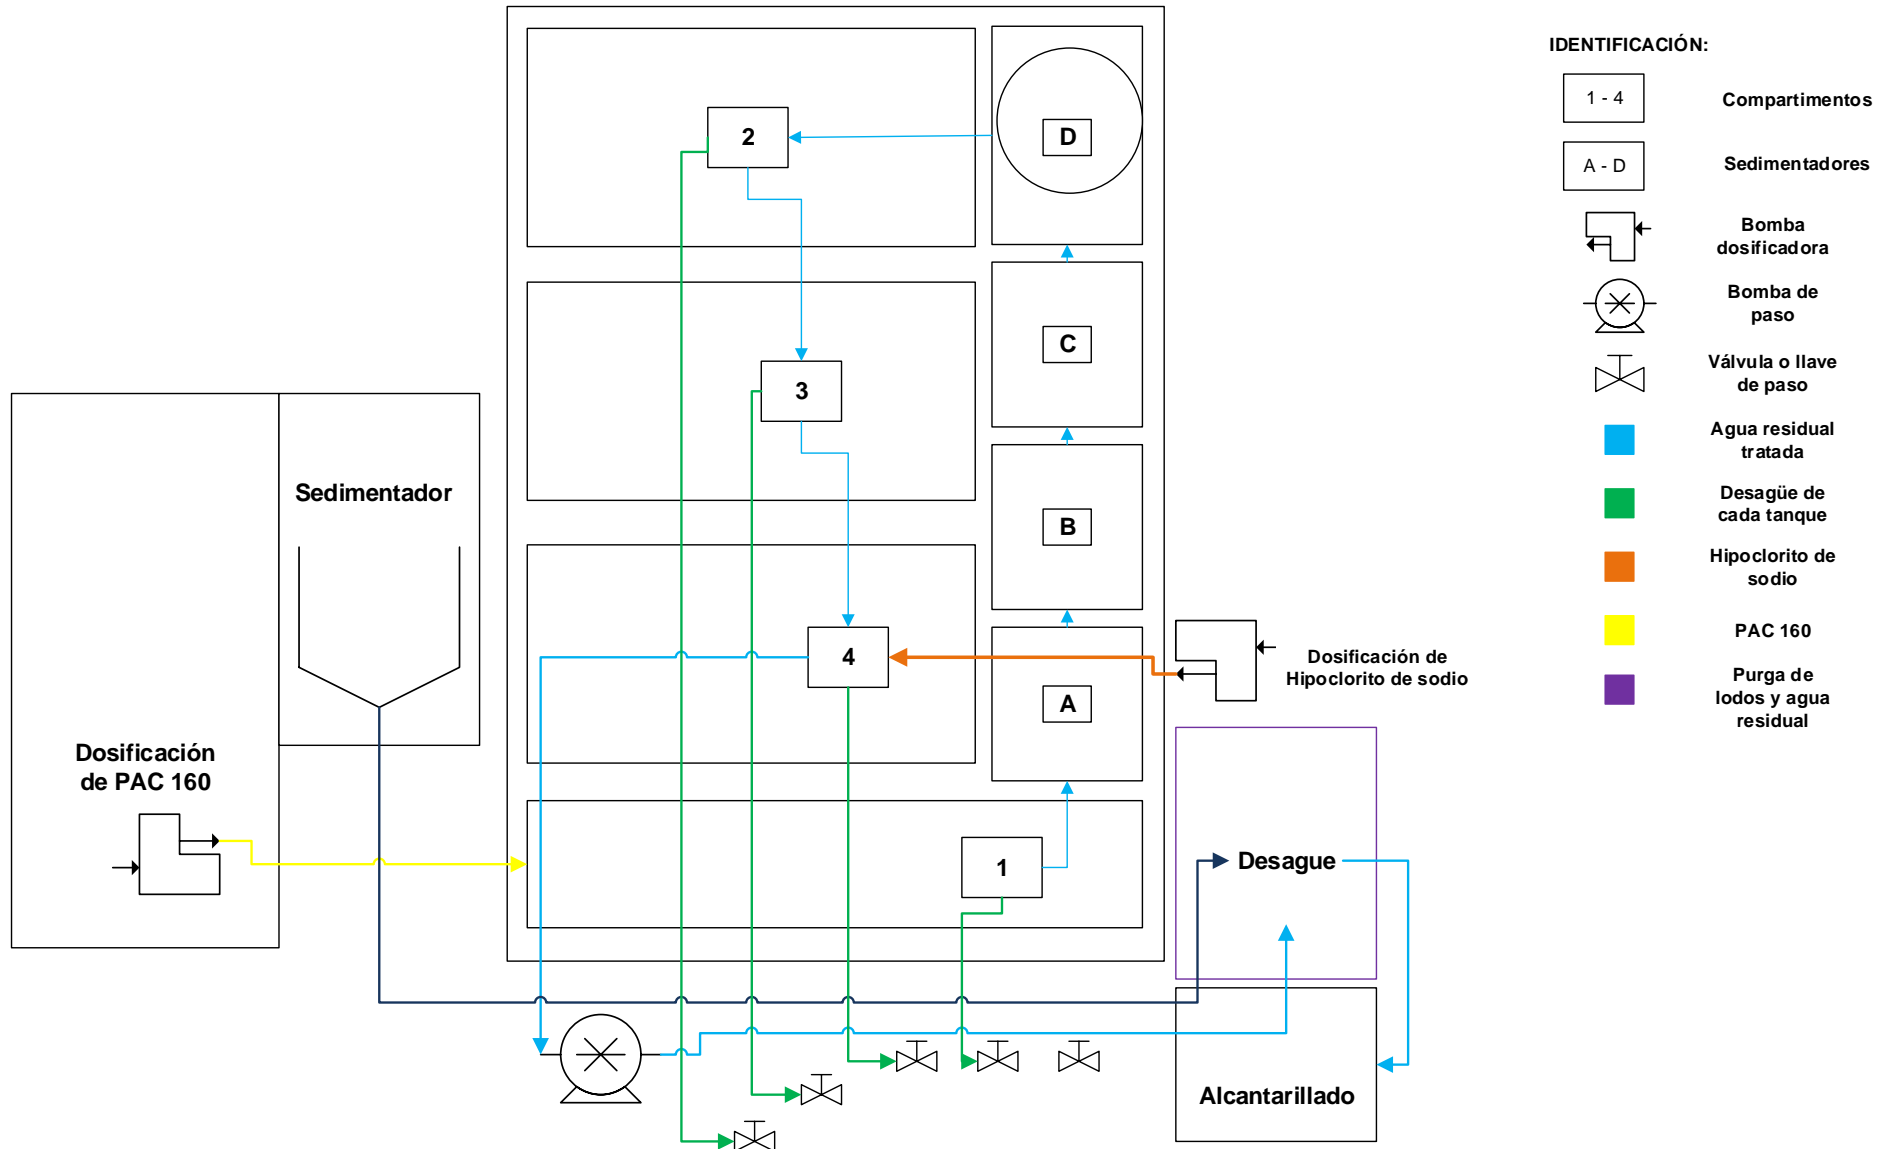 IDENTIFICACIÓN:
1 - 4
Compartimentos
A - D
Sedimentadores
Bomba
dosificadora
Bomba de
paso
Válvula o llave
de paso
Agua residual
tratada
Desagüe de
cada tanque
Hipoclorito de
sodio
PAC 160
Purga de
lodos y agua
residual
2
D
3
C
B
4
A
1
Sedimentador
Dosificación
de PAC 160
Dosificación de
Hipoclorito de sodio
Desague
Alcantarillado